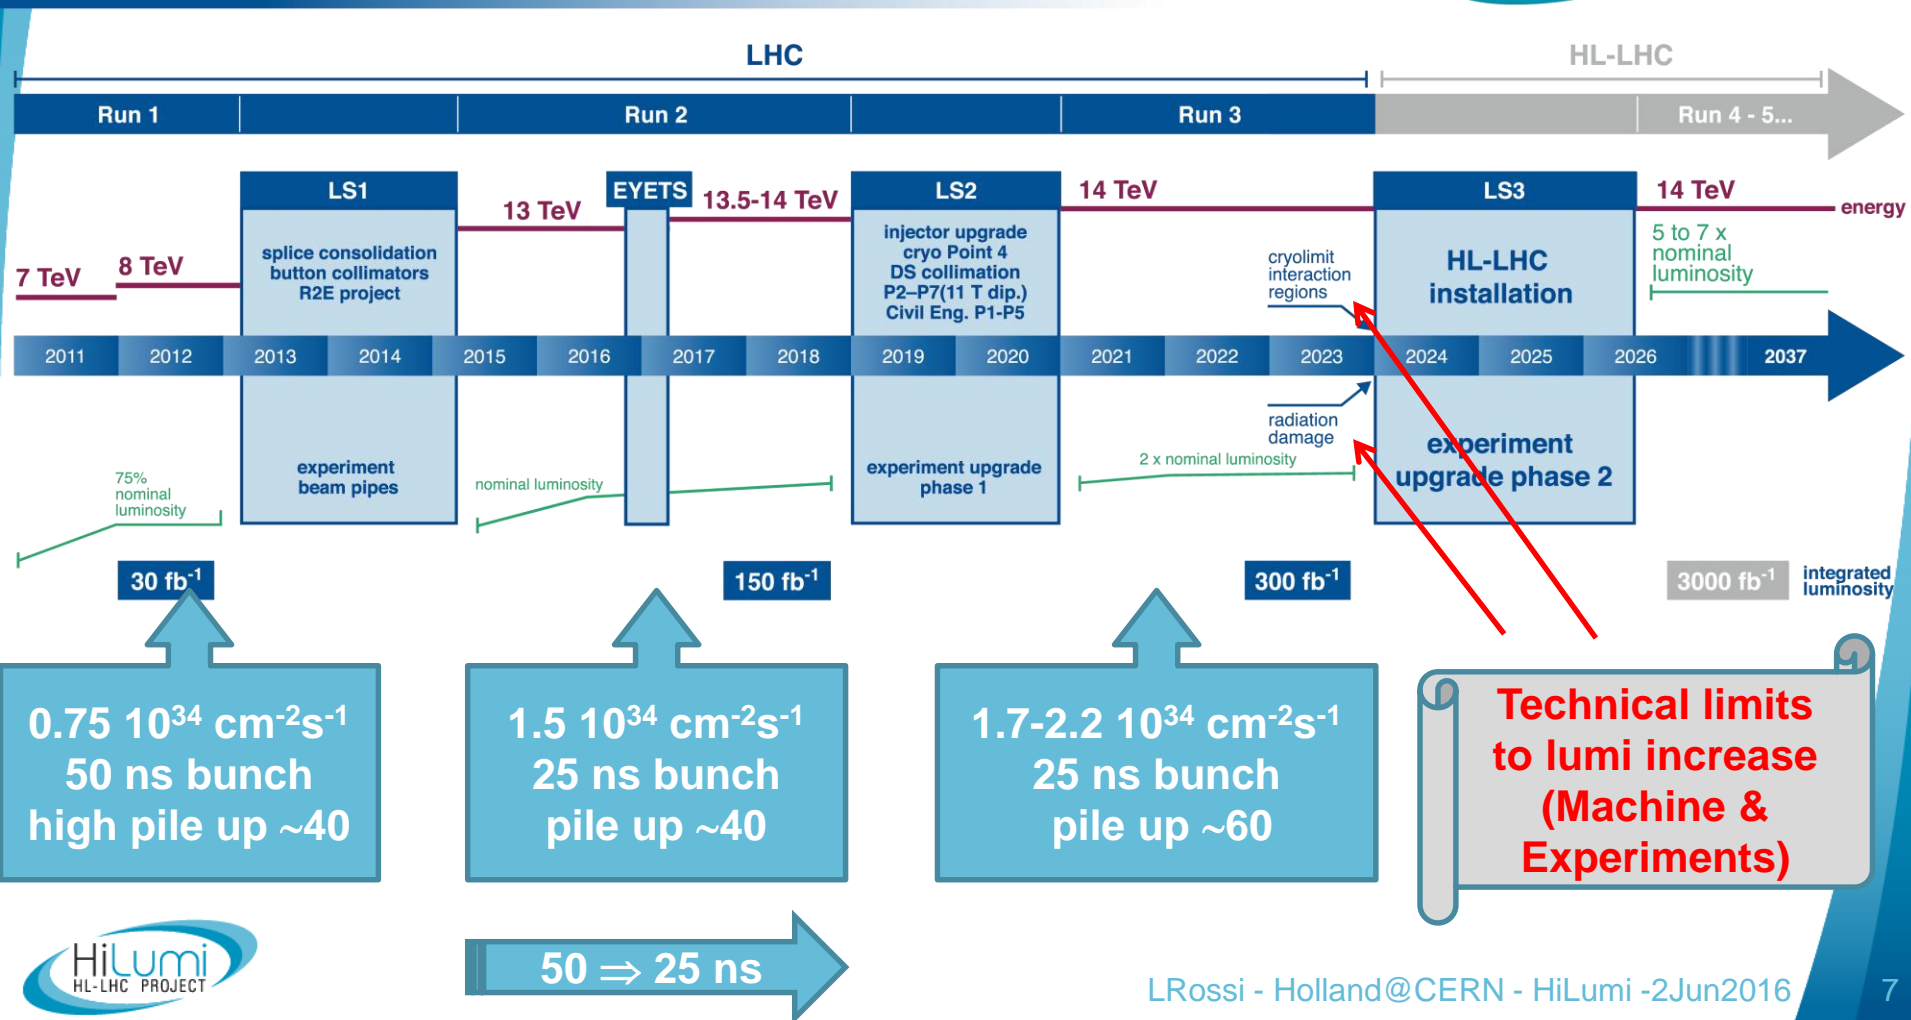 LHC
HL-LHC
Run 1
Run 2
Run 3
Run 4 - 5...
LS1
EYETS
LS2
LS3
7 TeV
8 TeV
13 TeV
13.5-14 TeV
14 TeV
14 TeV
energy
splice consolidation
button collimators
R2E project
injector upgrade
cryo Point 4
DS collimation
P2–P7(11 T dip.)
Civil Eng. P1-P5
cryolimit
interaction
regions
HL-LHC
installation
5 to 7 x
nominal
luminosity
2011 2012 2013 2014 2015 2016 2017 2018 2019 2020 2021 2022 2023 2024 2025 2026 2037
radiation
damage
75%
nominal
luminosity
experiment
beam pipes
nominal luminosity
experiment upgrade
phase 1
2 x nominal luminosity
experiment
upgrade phase 2
30 fb⁻¹
150 fb⁻¹
300 fb⁻¹
3000 fb⁻¹
integrated
luminosity
0.75 10³⁴ cm⁻²s⁻¹
50 ns bunch
high pile up ~40
1.5 10³⁴ cm⁻²s⁻¹
25 ns bunch
pile up ~40
1.7-2.2 10³⁴ cm⁻²s⁻¹
25 ns bunch
pile up ~60
Technical limits
to lumi increase
(Machine &
Experiments)
50 ⇒ 25 ns
HiLumi
HL-LHC PROJECT
LRossi - Holland@CERN - HiLumi -2Jun2016
7